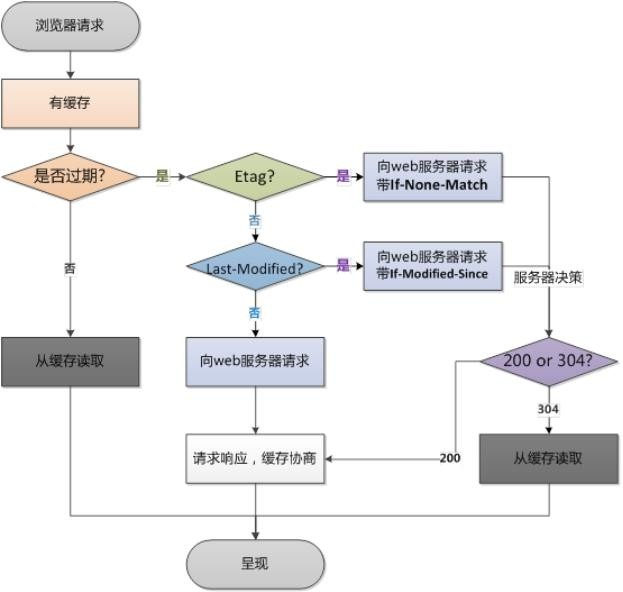 浏览器请求
有缓存
是否过期?
是
Etag?
是
向web服务器请求
带If-None-Match
否
否
Last-Modified?
是
向web服务器请求
带If-Modified-Since
服务器决策
否
从缓存读取
向web服务器请求
200 or 304?
304
请求响应，缓存协商
200
从缓存读取
呈现